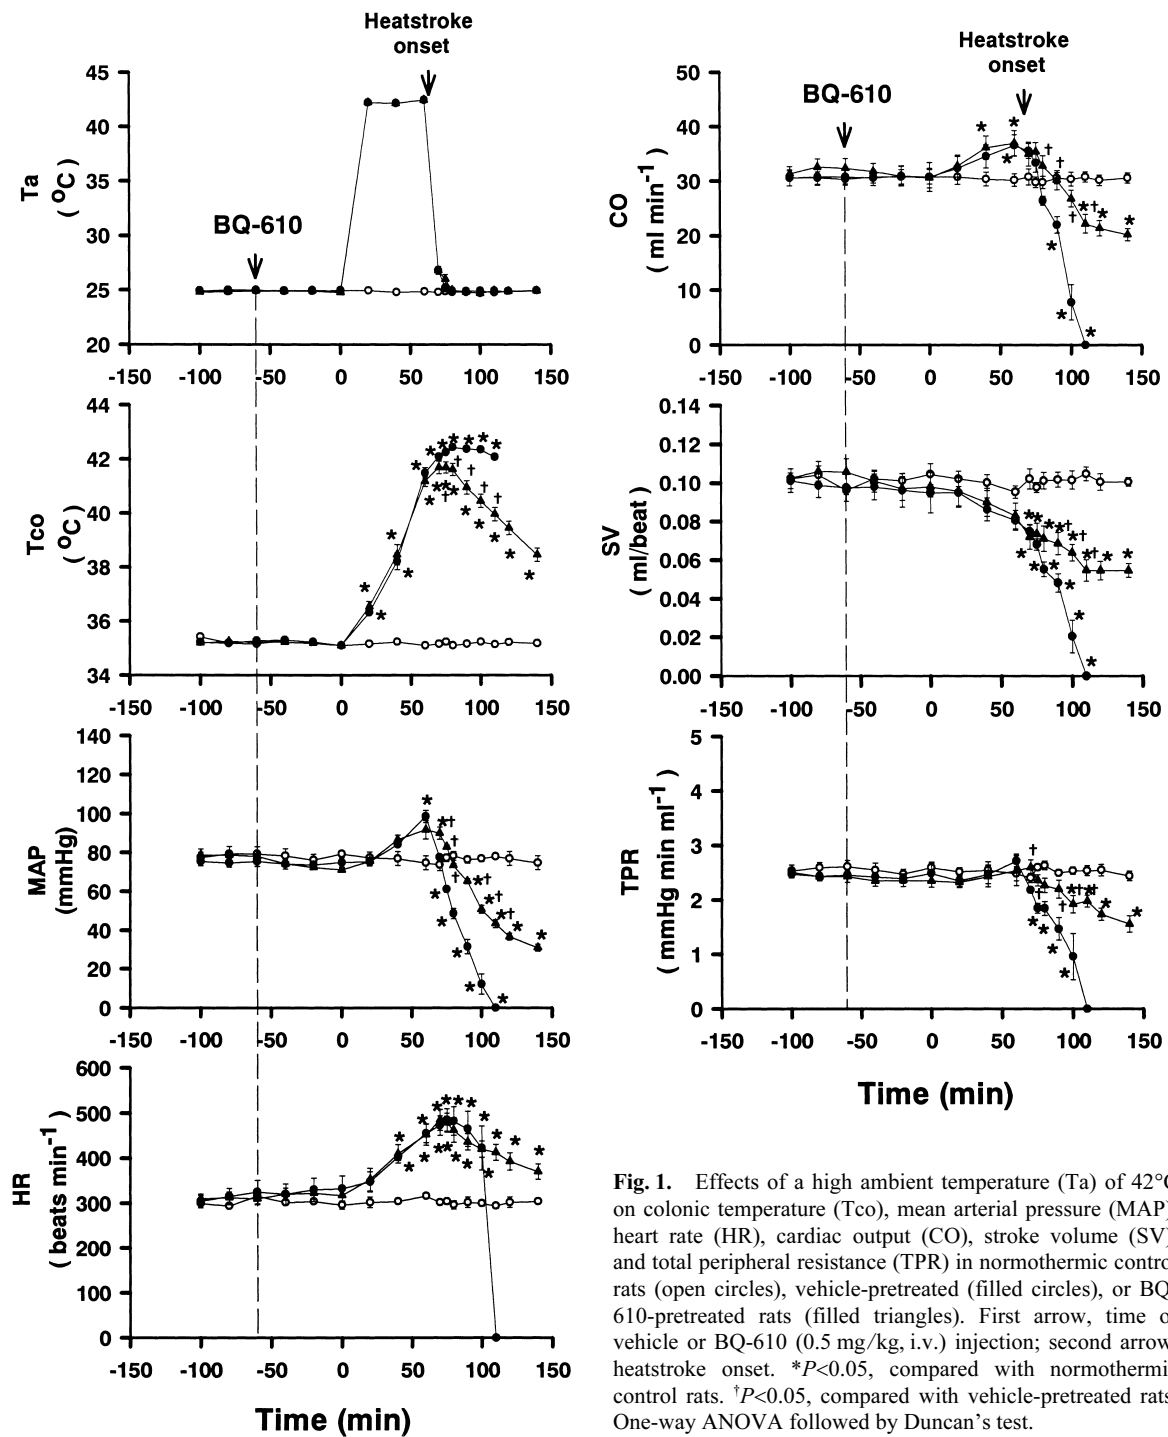 Heatstroke
onset
BQ-610
45
40
35
30
25
20
Ta
( °C)
-150 -100 -50 0 50 100 150
44
42
40
38
36
34
Tco
( °C)
-150 -100 -50 0 50 100 150
140
120
100
80
60
40
20
0
MAP
(mmHg)
-150 -100 -50 0 50 100 150
600
500
400
300
200
100
0
HR
( beats min⁻¹ )
-150 -100 -50 0 50 100 150
Time (min)
Heatstroke
onset
BQ-610
50
40
30
20
10
0
CO
( ml min⁻¹ )
-150 -100 -50 0 50 100 150
0.14
0.12
0.10
0.08
0.06
0.04
0.02
0.00
SV
( ml/beat )
-150 -100 -50 0 50 100 150
5
4
3
2
1
0
TPR
( mmHg min ml⁻¹ )
-150 -100 -50 0 50 100 150
Time (min)
Fig. 1. Effects of a high ambient temperature (Ta) of 42°C
on colonic temperature (Tco), mean arterial pressure (MAP)
heart rate (HR), cardiac output (CO), stroke volume (SV)
and total peripheral resistance (TPR) in normothermic contro
rats (open circles), vehicle-pretreated (filled circles), or BQ
610-pretreated rats (filled triangles). First arrow, time o
vehicle or BQ-610 (0.5 mg/kg, i.v.) injection; second arrow
heatstroke onset. *P<0.05, compared with normothermi
control rats. †P<0.05, compared with vehicle-pretreated rats
One-way ANOVA followed by Duncan's test.